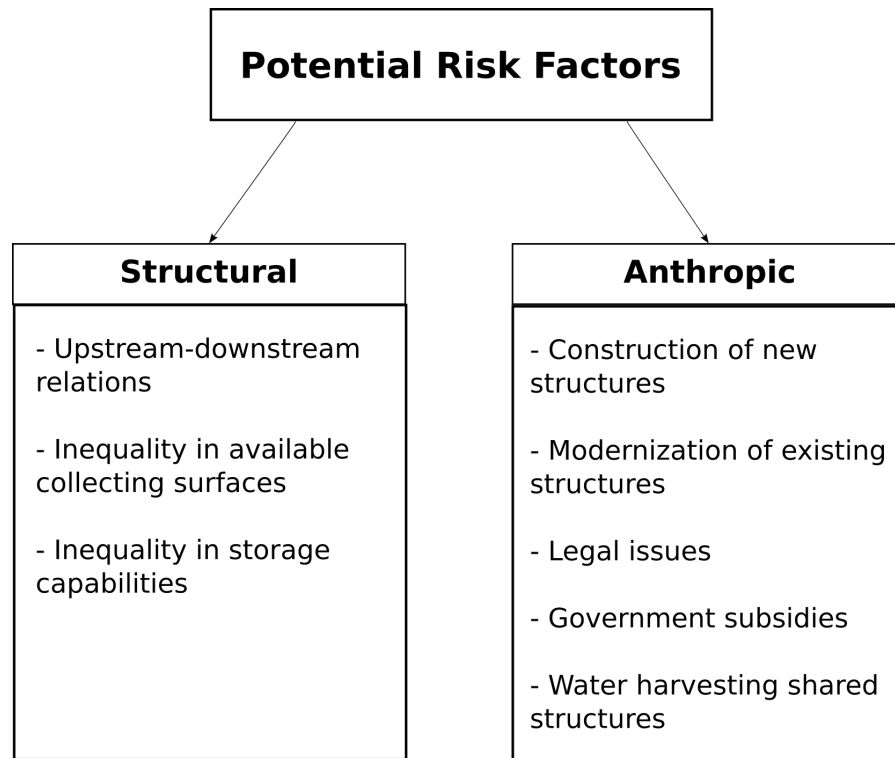 Potential Risk Factors
Structural
- Upstream-downstream
relations
- Inequality in available
collecting surfaces
- Inequality in storage
capabilities
Anthropic
- Construction of new
structures
- Modernization of existing
structures
- Legal issues
- Government subsidies
- Water harvesting shared
structures